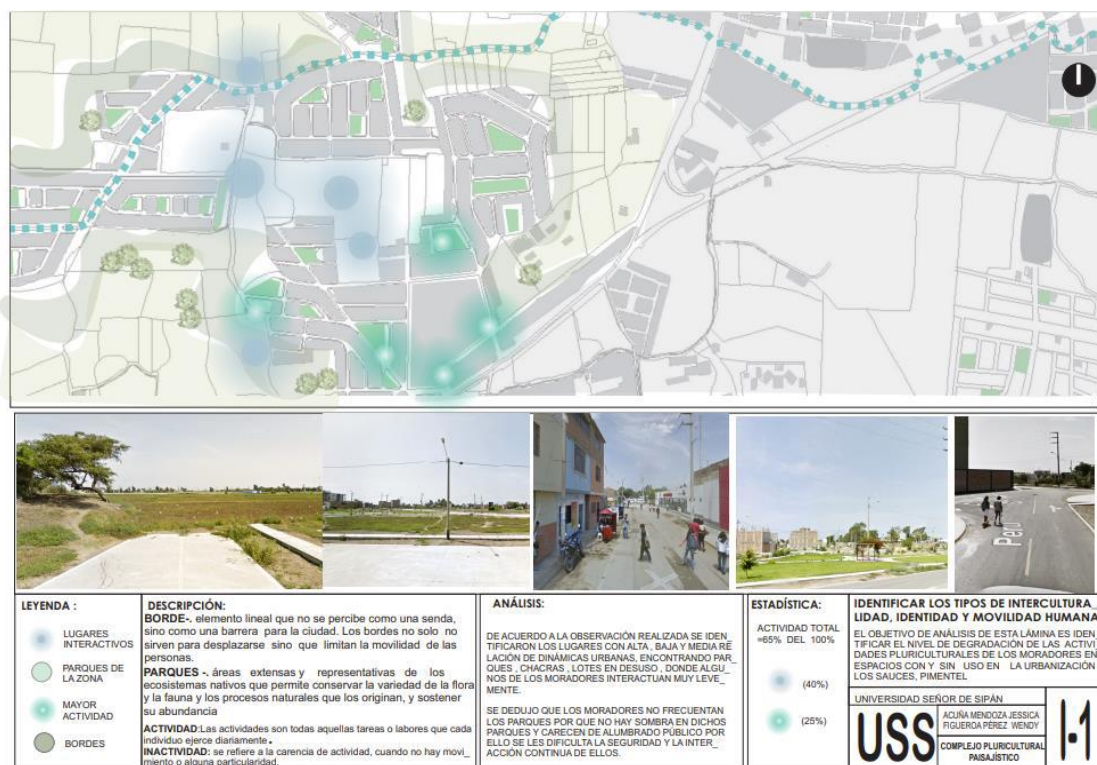 Perú
LEYENDA :
LUGARES
INTERACTIVOS
PARQUES DE
LA ZONA
MAYOR
ACTIVIDAD
BORDES
DESCRIPCIÓN:
BORDE-. elemento lineal que no se percibe como una senda,
sino como una barrera para la ciudad. Los bordes no solo no
sirven para desplazarse sino que limitan la movilidad de las
personas.
PARQUES -. áreas extensas y representativas de los
ecosistemas nativos que permite conservar la variedad de la flora
y la fauna y los procesos naturales que los originan, y sostener
su abundancia
ACTIVIDAD:Las actividades son todas aquellas tareas o labores que cada
individuo ejerce diariamente.
INACTIVIDAD: se refiere a la carencia de actividad, cuando no hay movi_
miento o alguna particularidad.
ANÁLISIS:
DE ACUERDO A LA OBSERVACIÓN REALIZADA SE IDEN_
TIFICARON LOS LUGARES CON ALTA , BAJA Y MEDIA RE
LACIÓN DE DINÁMICAS URBANAS, ENCONTRANDO PAR_
QUES , CHACRAS , LOTES EN DESUSO , DONDE ALGU_
NOS DE LOS MORADORES INTERACTUAN MUY LEVE_
MENTE.
SE DEDUJO QUE LOS MORADORES NO FRECUENTAN
LOS PARQUES POR QUE NO HAY SOMBRA EN DICHOS
PARQUES Y CARECEN DE ALUMBRADO PÚBLICO POR
ELLO SE LES DIFICULTA LA SEGURIDAD Y LA INTER_
ACCIÓN CONTINUA DE ELLOS.
ESTADÍSTICA:
ACTIVIDAD TOTAL
=65% DEL 100%
(40%)
(25%)
IDENTIFICAR LOS TIPOS DE INTERCULTURA_
LIDAD, IDENTIDAD Y MOVILIDAD HUMANA
EL OBJETIVO DE ANÁLISIS DE ESTA LÁMINA ES IDEN_
TIFICAR EL NIVEL DE DEGRADACIÓN DE LAS ACTIVI_
DADES PLURICULTURALES DE LOS MORADORES EN
ESPACIOS CON Y SIN USO EN LA URBANIZACIÓN
LOS SAUCES, PIMENTEL
UNIVERSIDAD SEÑOR DE SIPÁN
USS
ACUÑA MENDOZA JESSICA
FIGUEROA PÉREZ WENDY
COMPLEJO PLURICULTURAL
PAISAJÍSTICO
I-1